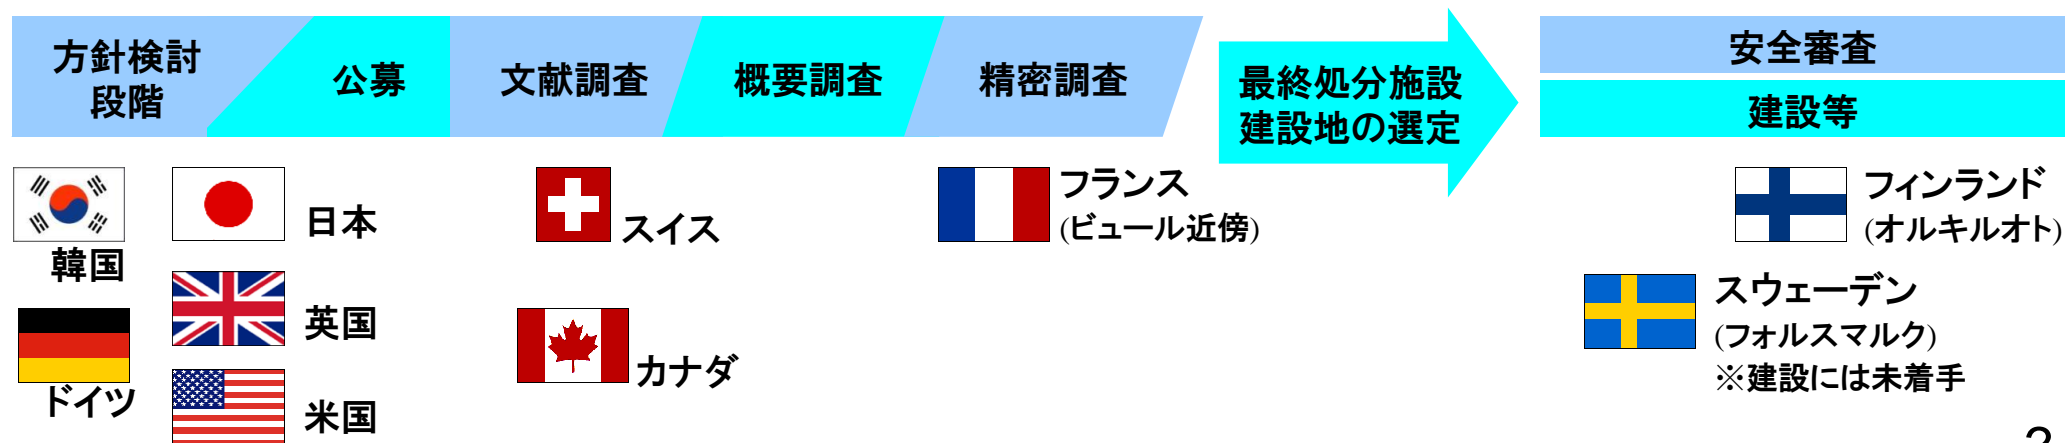 方針検討
段階
公募
文献調査
概要調査
精密調査
最終処分施設
建設地の選定
安全審査
建設等
韓国
ドイツ
日本
英国
米国
スイス
カナダ
フランス
(ビュール近傍)
フィンランド
(オルキルオト)
スウェーデン
(フォルスマルク)
※建設には未着手